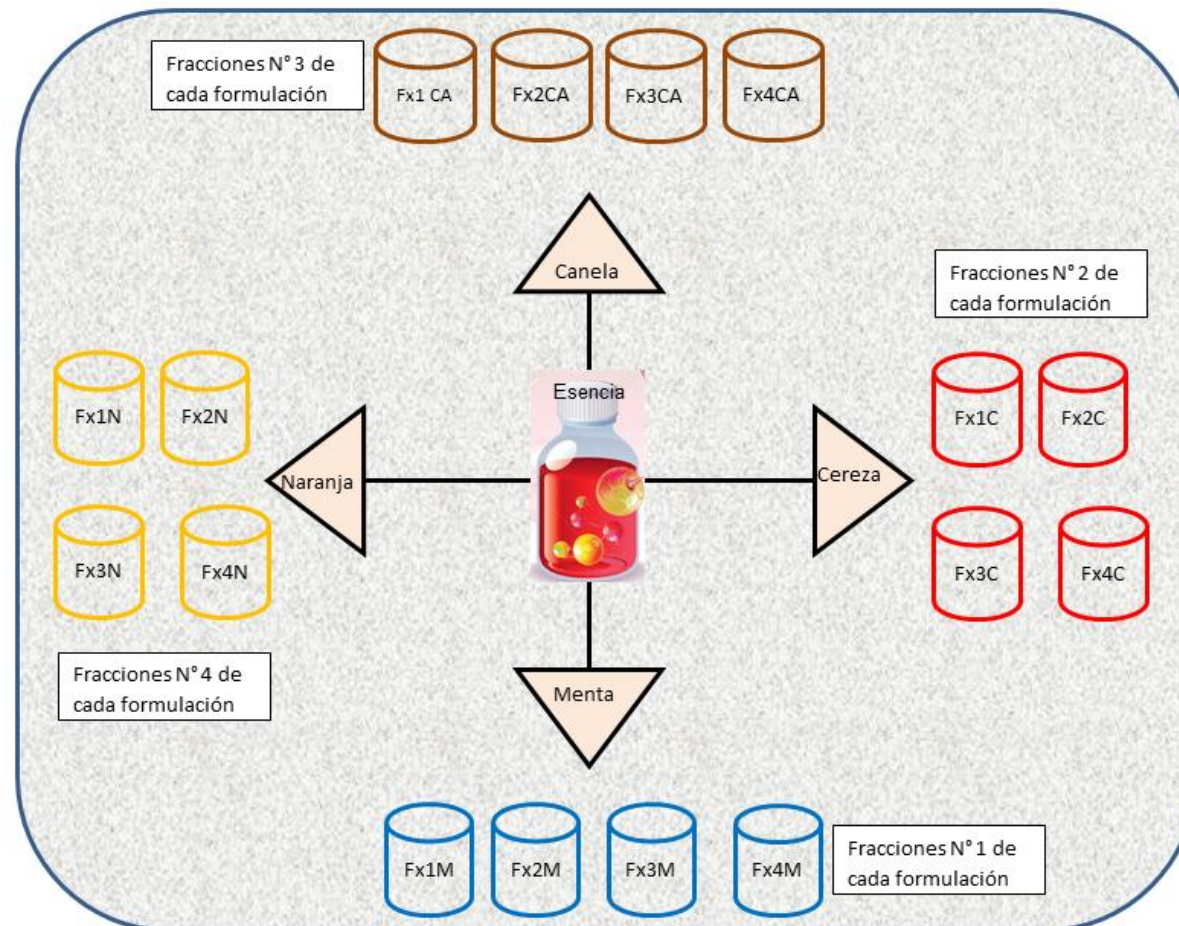 Fracciones N° 3 de
cada formulación
Fx1 CA
Fx2CA
Fx3CA
Fx4CA
Canela
Fracciones N° 2 de
cada formulación
Esencia
Fx1N
Fx2N
Fx1C
Fx2C
Naranja
Cereza
Fx3N
Fx4N
Fx3C
Fx4C
Fracciones N° 4 de
cada formulación
Menta
Fx1M
Fx2M
Fx3M
Fx4M
Fracciones N° 1 de
cada formulación